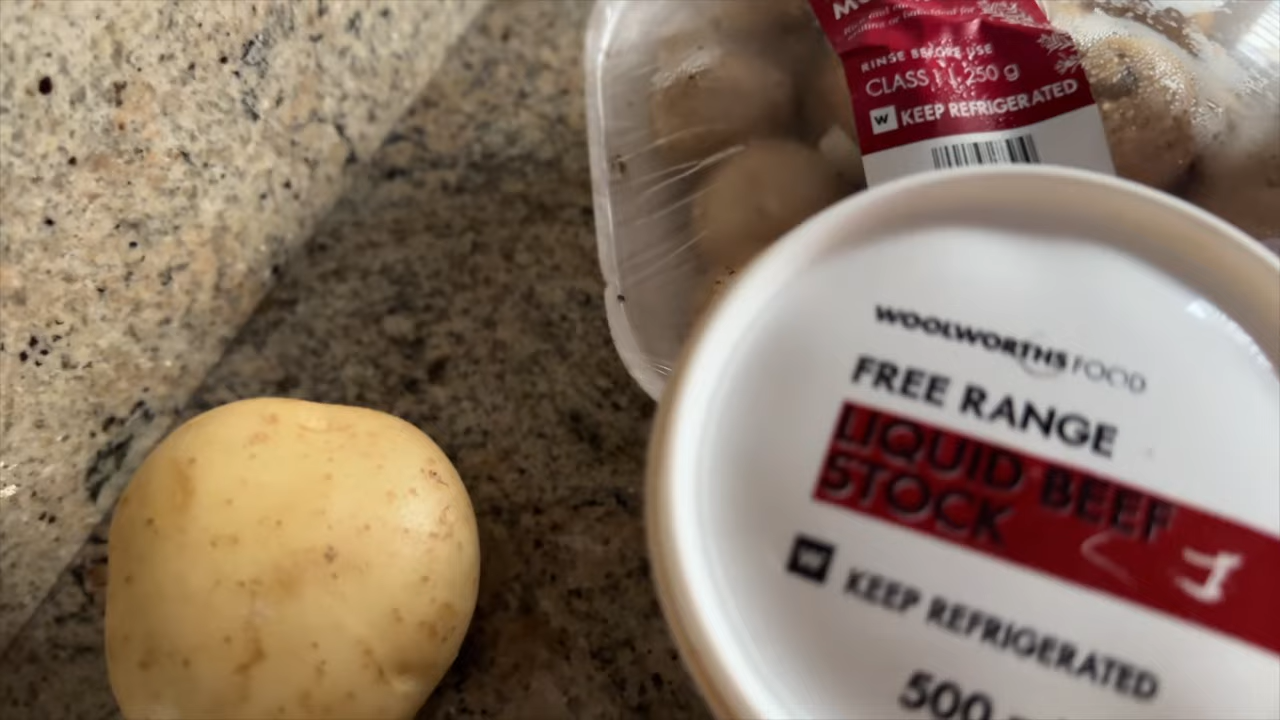 RINSE BEFORE USE
CLASS 1 | 250 g
W KEEP REFRIGERATED
WOOLWORTHS FOOD
FREE RANGE
LIQUID BEEF
STOCK
W KEEP REFRIGERATED
500